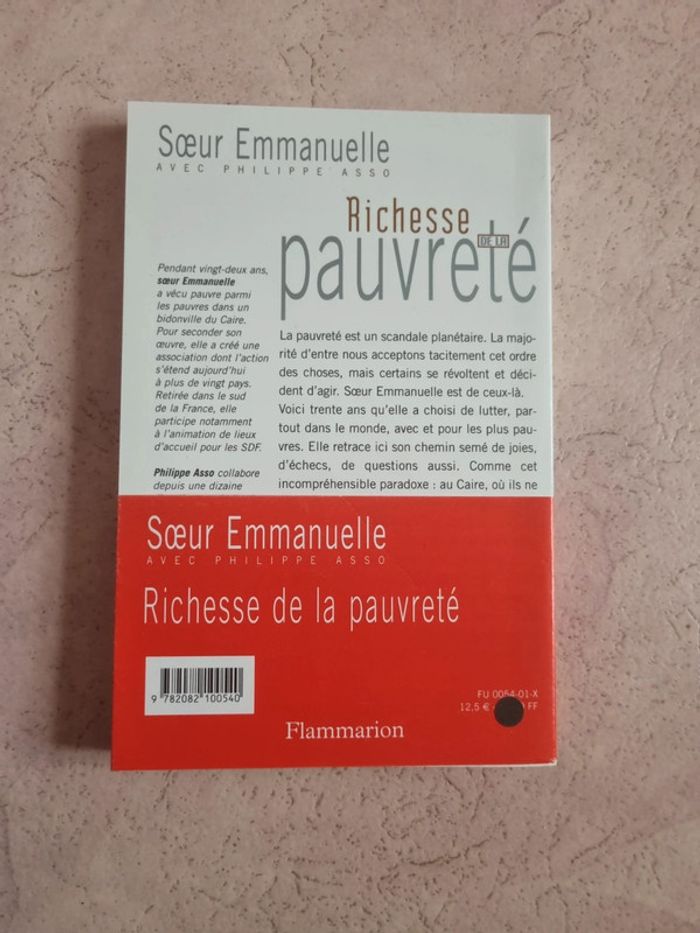 Sœur Emmanuelle
AVEC PHILIPPE ASSO
Richesse
DE LA
pauvreté
Pendant vingt-deux ans,
sœur Emmanuelle
a vécu pauvre parmi
les pauvres dans un
bidonville du Caire.
Pour seconder son
œuvre, elle a créé une
association dont l'action
s'étend aujourd'hui
à plus de vingt pays.
Retirée dans le sud
de la France, elle
participe notamment
à l'animation de lieux
d'accueil pour les SDF.
Philippe Asso collabore
depuis une dizaine
La pauvreté est un scandale planétaire. La majo-
rité d'entre nous acceptons tacitement cet ordre
des choses, mais certains se révoltent et déci-
dent d'agir. Sœur Emmanuelle est de ceux-là.
Voici trente ans qu'elle a choisi de lutter, par-
tout dans le monde, avec et pour les plus pau-
vres. Elle retrace ici son chemin semé de joies,
d'échecs, de questions aussi. Comme cet
incompréhensible paradoxe : au Caire, où ils ne
Sœur Emmanuelle
AVEC PHILIPPE ASSO
Richesse de la pauvreté
9 782082 100540
FU 0054-01-X
12,5 € FF
Flammarion